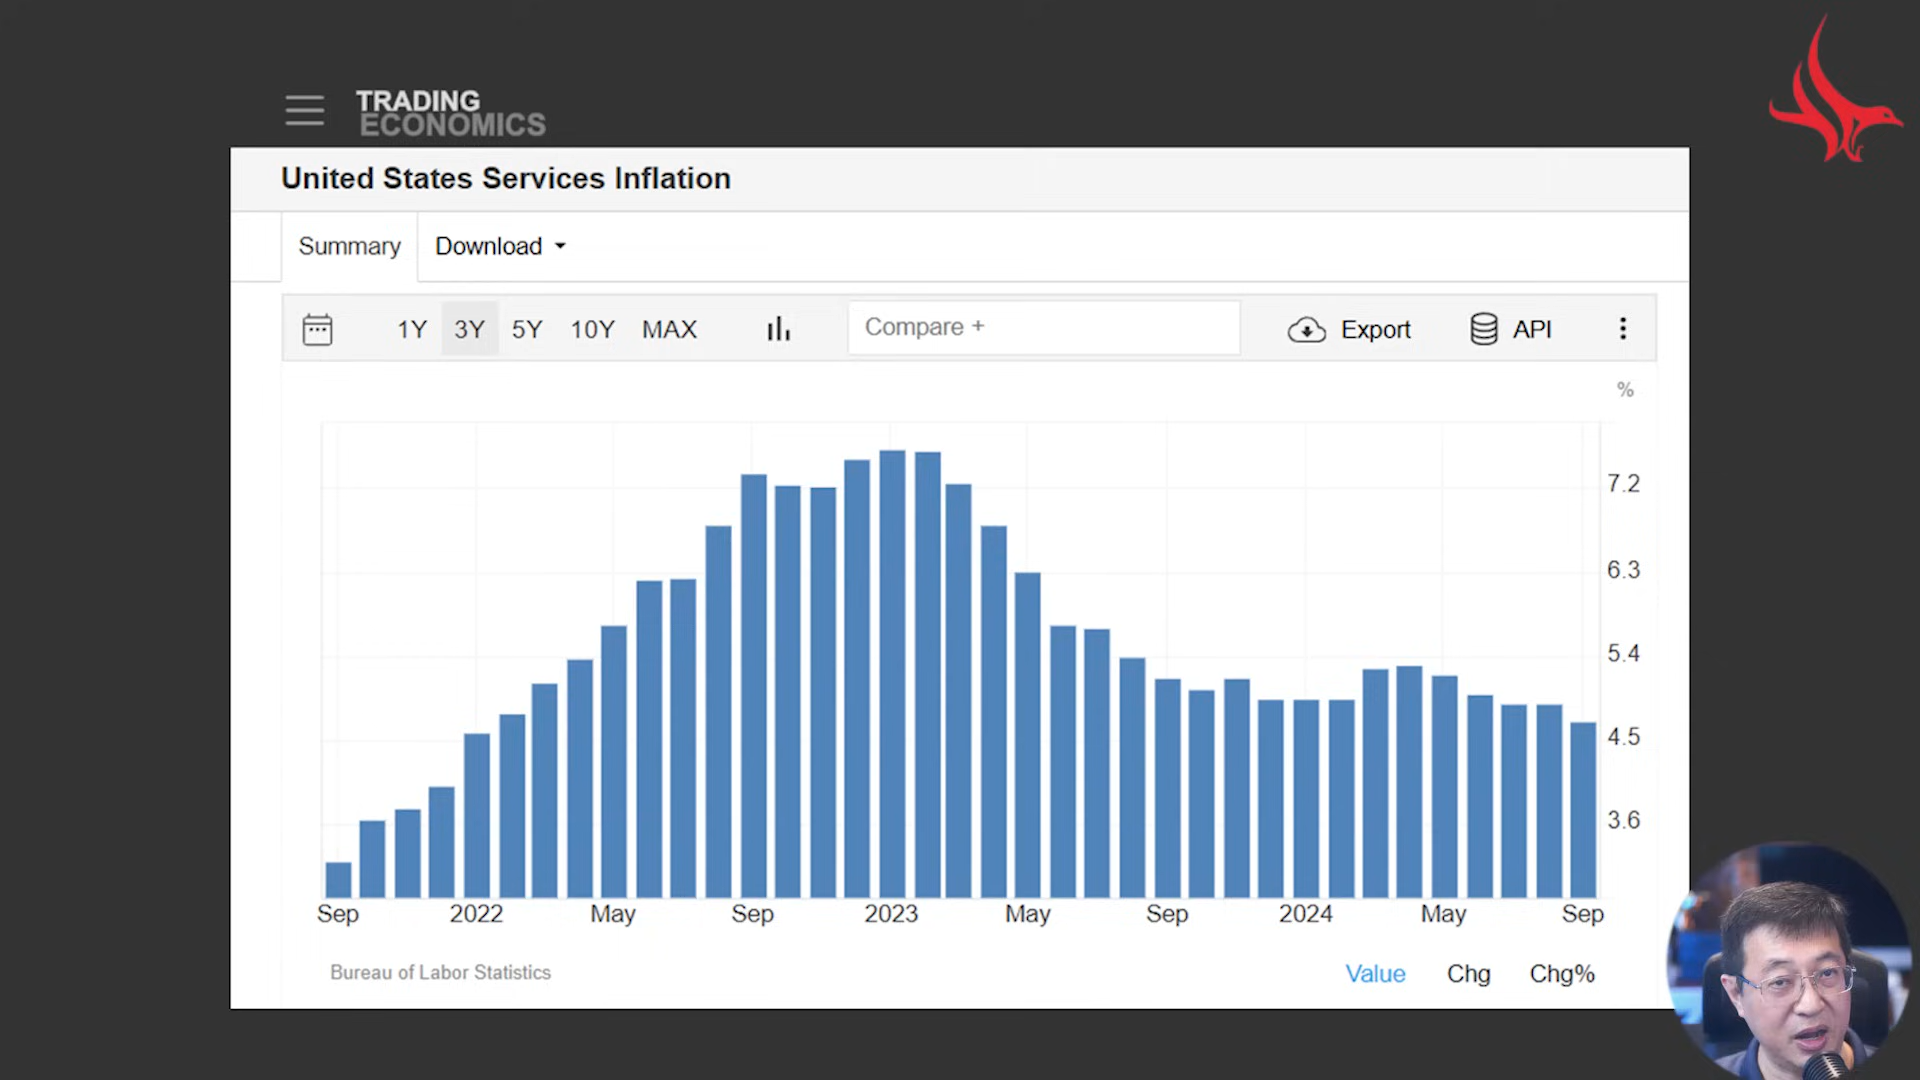 TRADING
ECONOMICS
United States Services Inflation
Summary Download
1Y 3Y 5Y 10Y MAX Compare + Export API
%
7.2
6.3
5.4
4.5
3.6
Sep 2022 May Sep 2023 May Sep 2024 May Sep
Bureau of Labor Statistics Value Chg Chg%